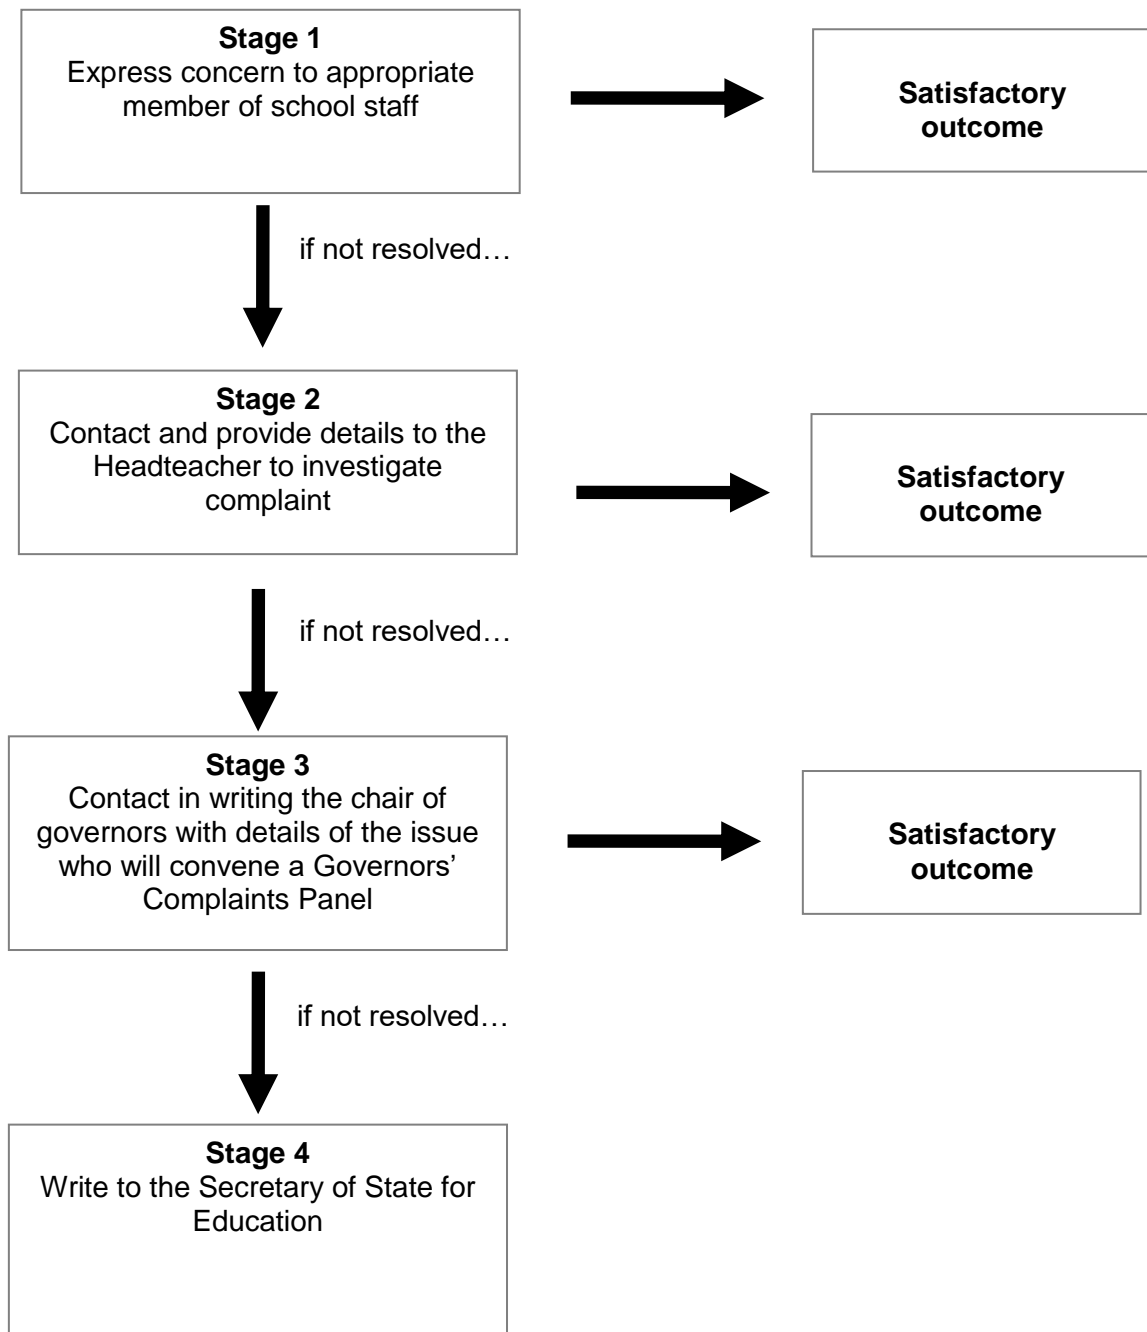 Stage 1
Express concern to appropriate
member of school staff
Satisfactory
outcome
if not resolved…
Stage 2
Contact and provide details to the
Headteacher to investigate
complaint
Satisfactory
outcome
if not resolved…
Stage 3
Contact in writing the chair of
governors with details of the issue
who will convene a Governors’
Complaints Panel
Satisfactory
outcome
if not resolved…
Stage 4
Write to the Secretary of State for
Education